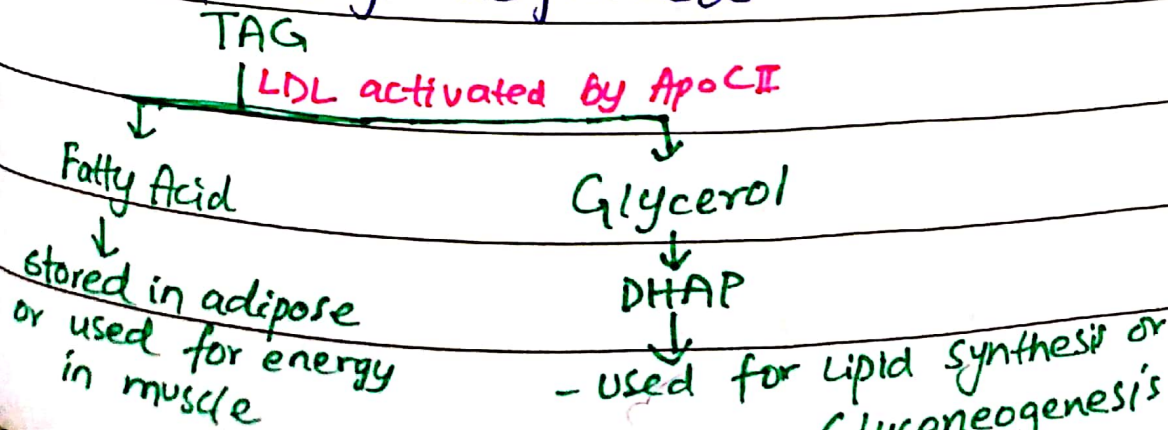 TAG
LDL activated by ApoCII
Fatty Acid
Glycerol
stored in adipose
or used for energy
in muscle
DHAP
- used for Lipid synthesis or
Gluconeogenesis